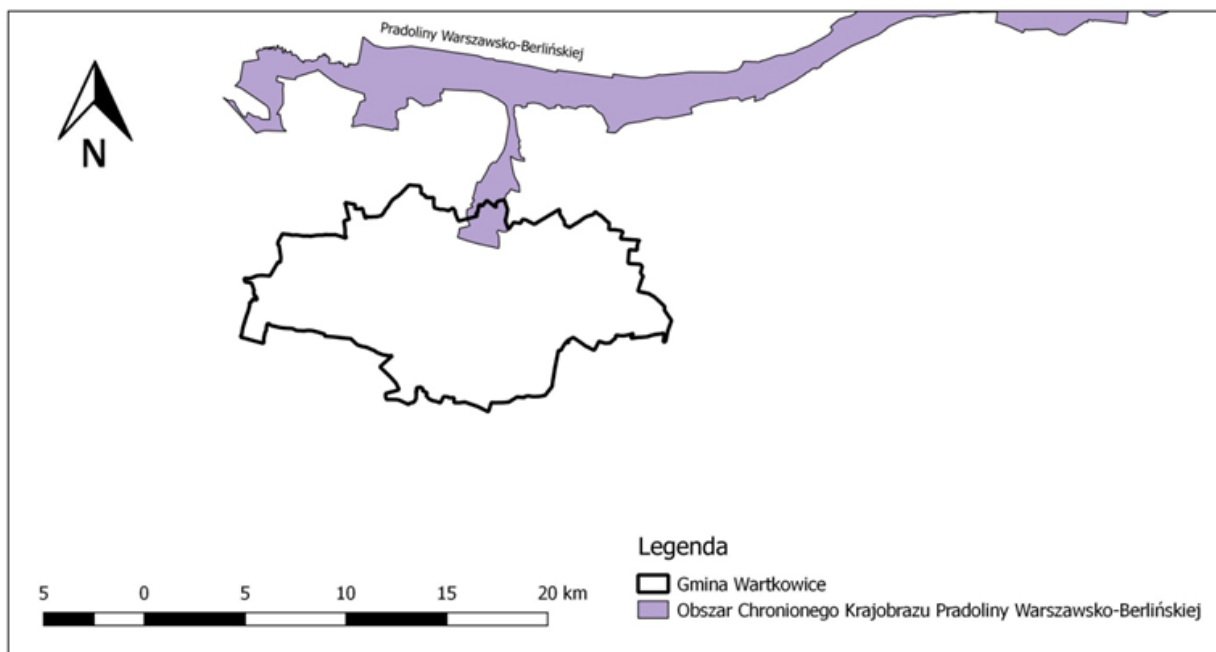 Pradoliny Warszawsko-Berlińskiej
N
Legenda
Gmina Wartkowice
Obszar Chronionego Krajobrazu Pradoliny Warszawsko-Berlińskiej
5 0 5 10 15 20 km